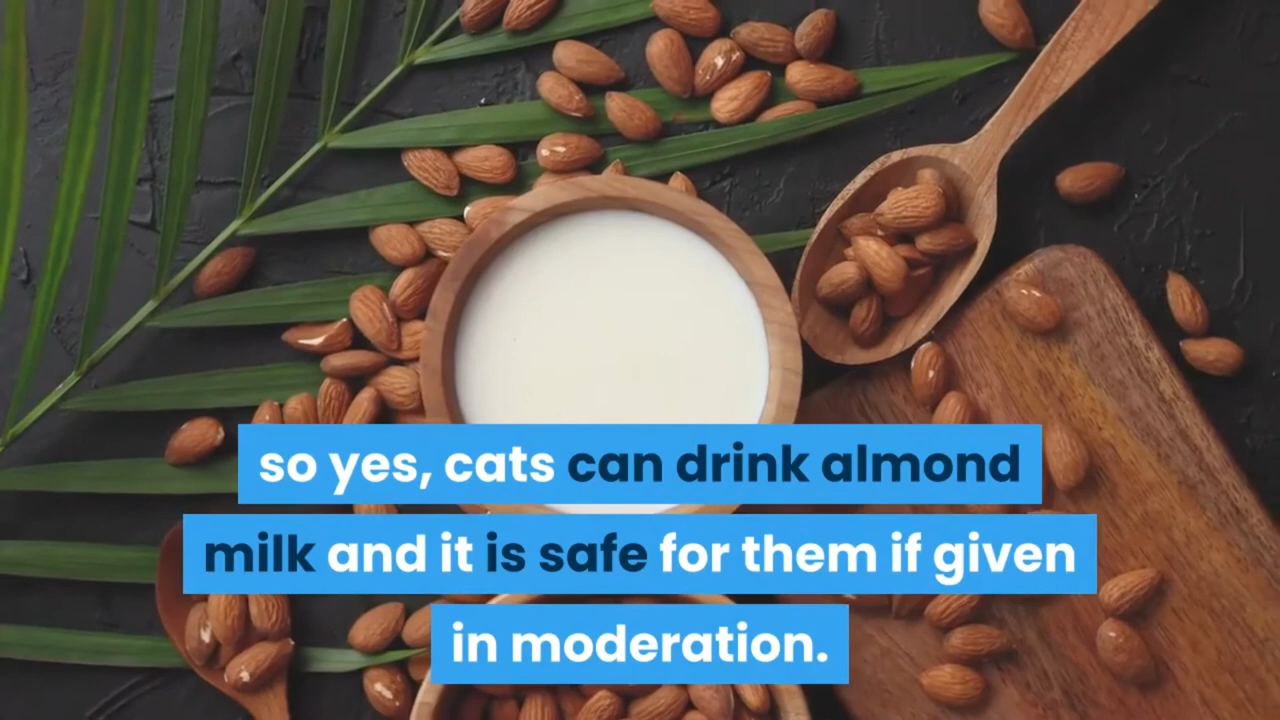 so yes, cats can drink almond
milk and it is safe for them if given
in moderation.